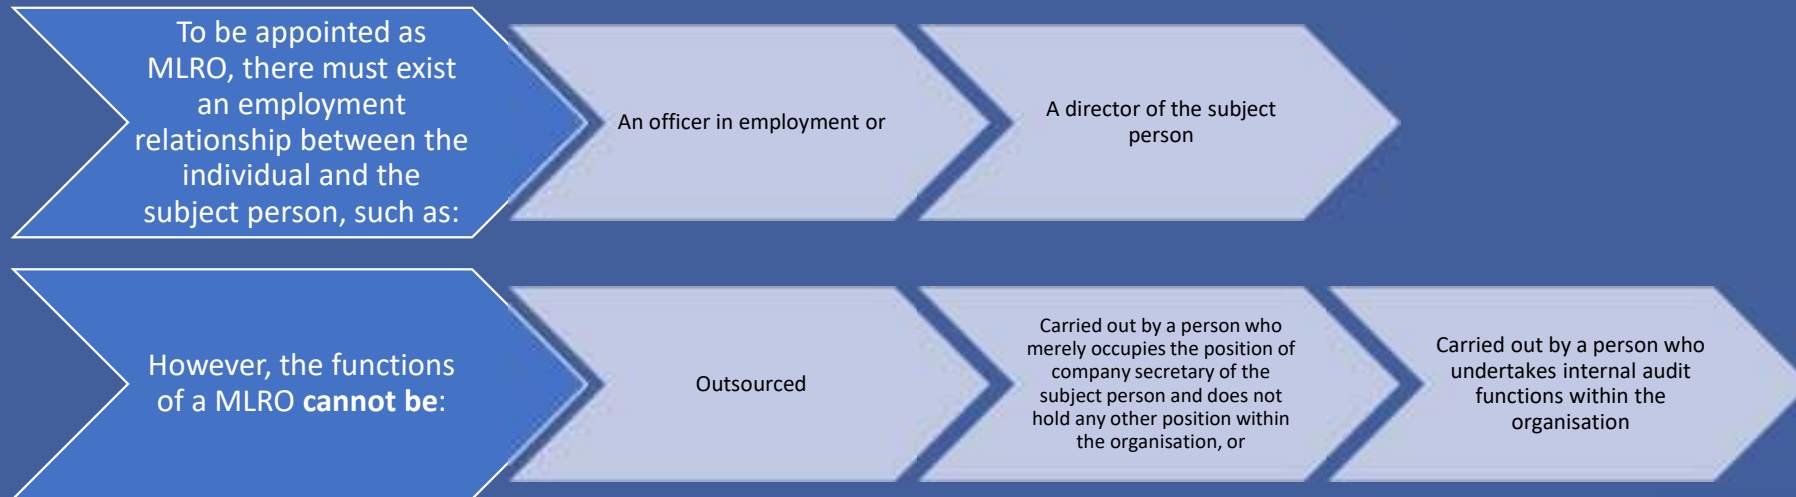 To be appointed as
MLRO, there must exist
an employment
relationship between the
individual and the
subject person, such as:
An officer in employment or
A director of the subject
person
However, the functions
of a MLRO cannot be:
Outsourced
Carried out by a person who
merely occupies the position of
company secretary of the
subject person and does not
hold any other position within
the organisation, or
Carried out by a person who
undertakes internal audit
functions within the
organisation